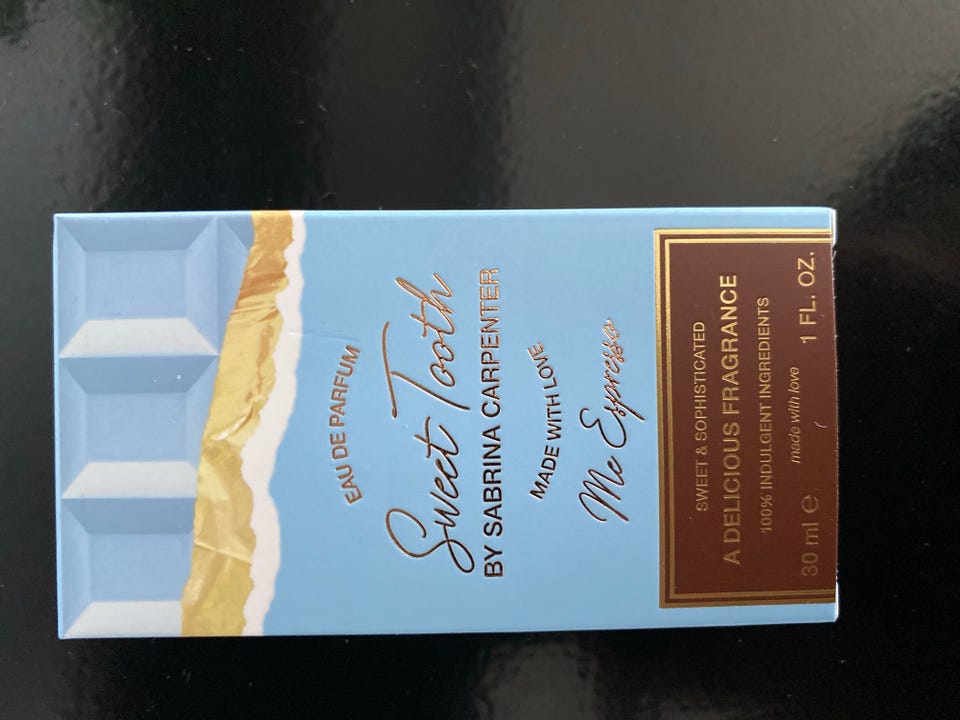 EAU DE PARFUM
Sweet Tooth
BY SABRINA CARPENTER
MADE WITH LOVE
Me Espresso
SWEET & SOPHISTICATED
A DELICIOUS FRAGRANCE
100% INDULGENT INGREDIENTS
made with love
30 ml ℮ 1 FL. OZ.